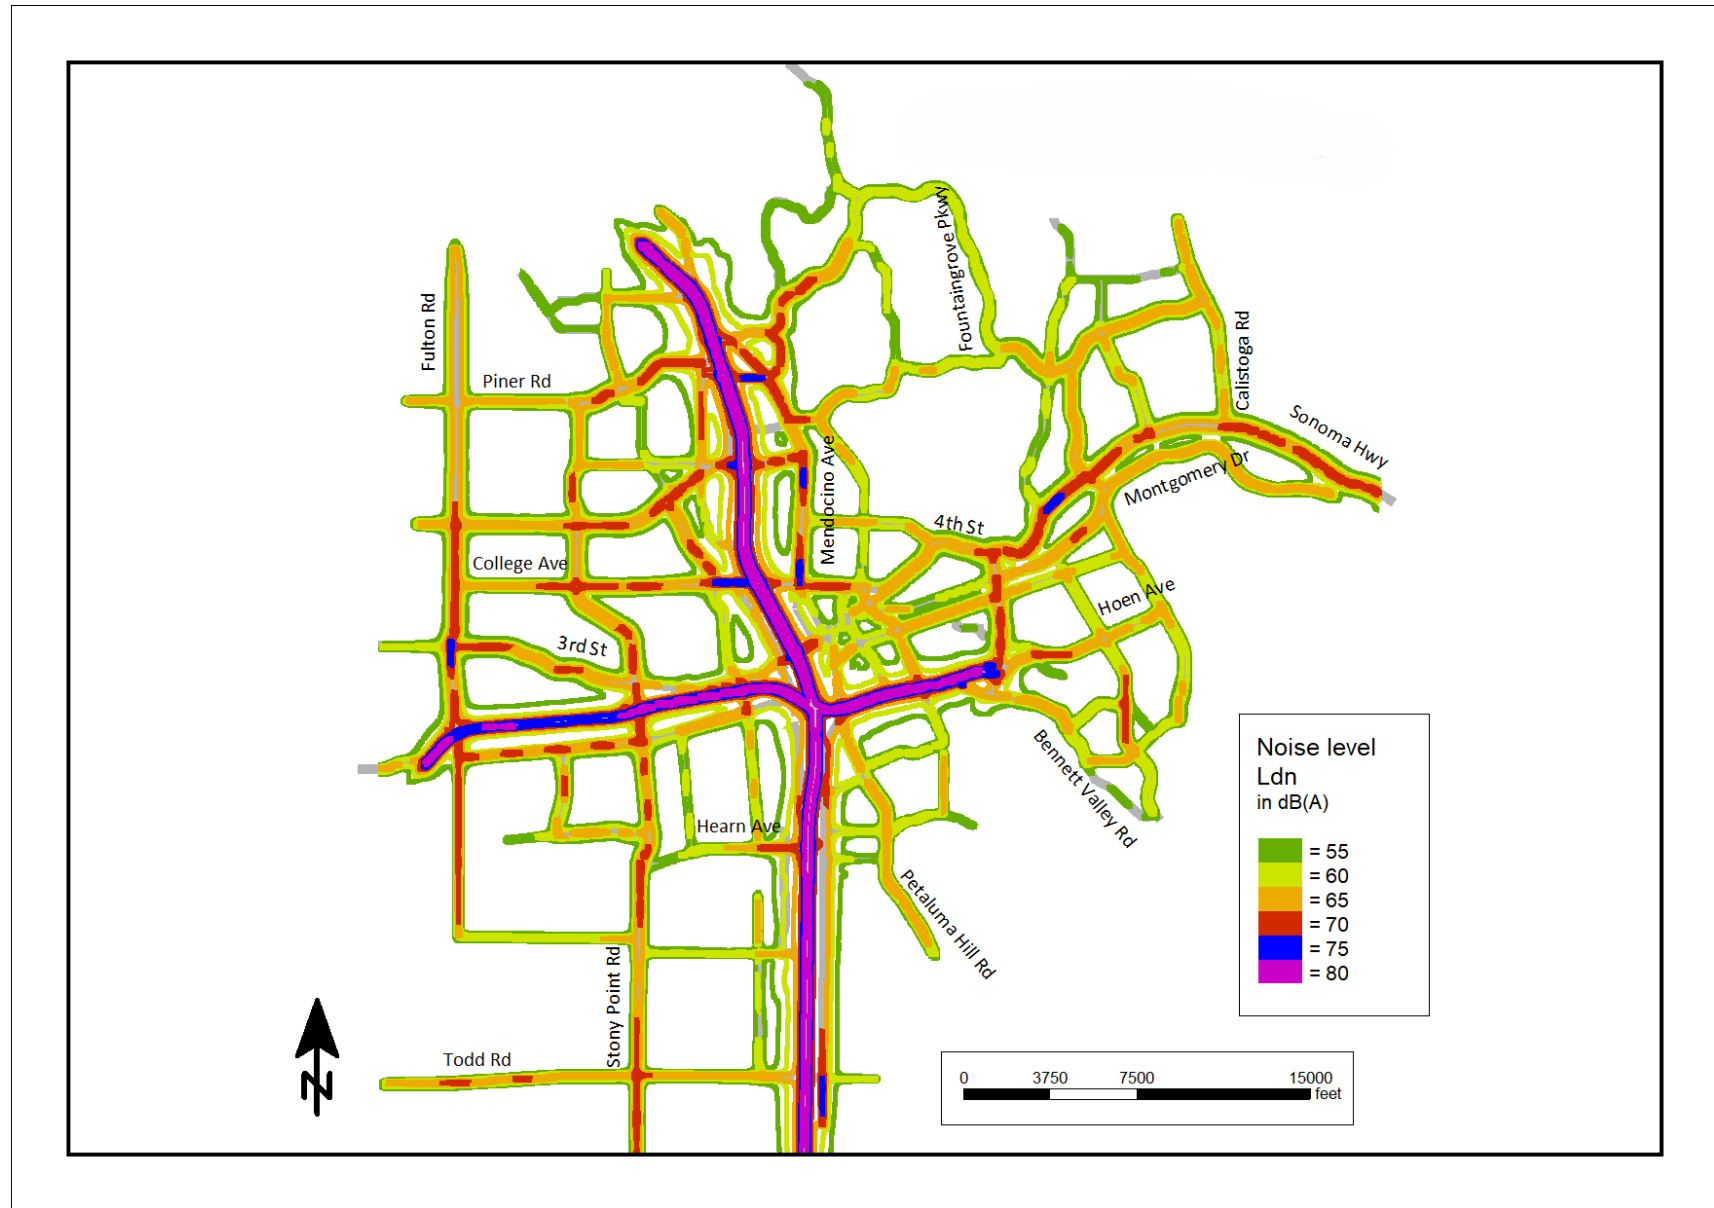 Fountaingrove Pkwy
Fulton Rd
Piner Rd
Calistoga Rd
Sonoma Hwy
Mendocino Ave
Montgomery Dr
4th St
College Ave
Hoen Ave
3rd St
Bennett Valley Rd
Hearn Ave
Petaluma Hill Rd
Stony Point Rd
Todd Rd
N
Noise level
Ldn
in dB(A)
= 55
= 60
= 65
= 70
= 75
= 80
0 3750 7500 15000
feet